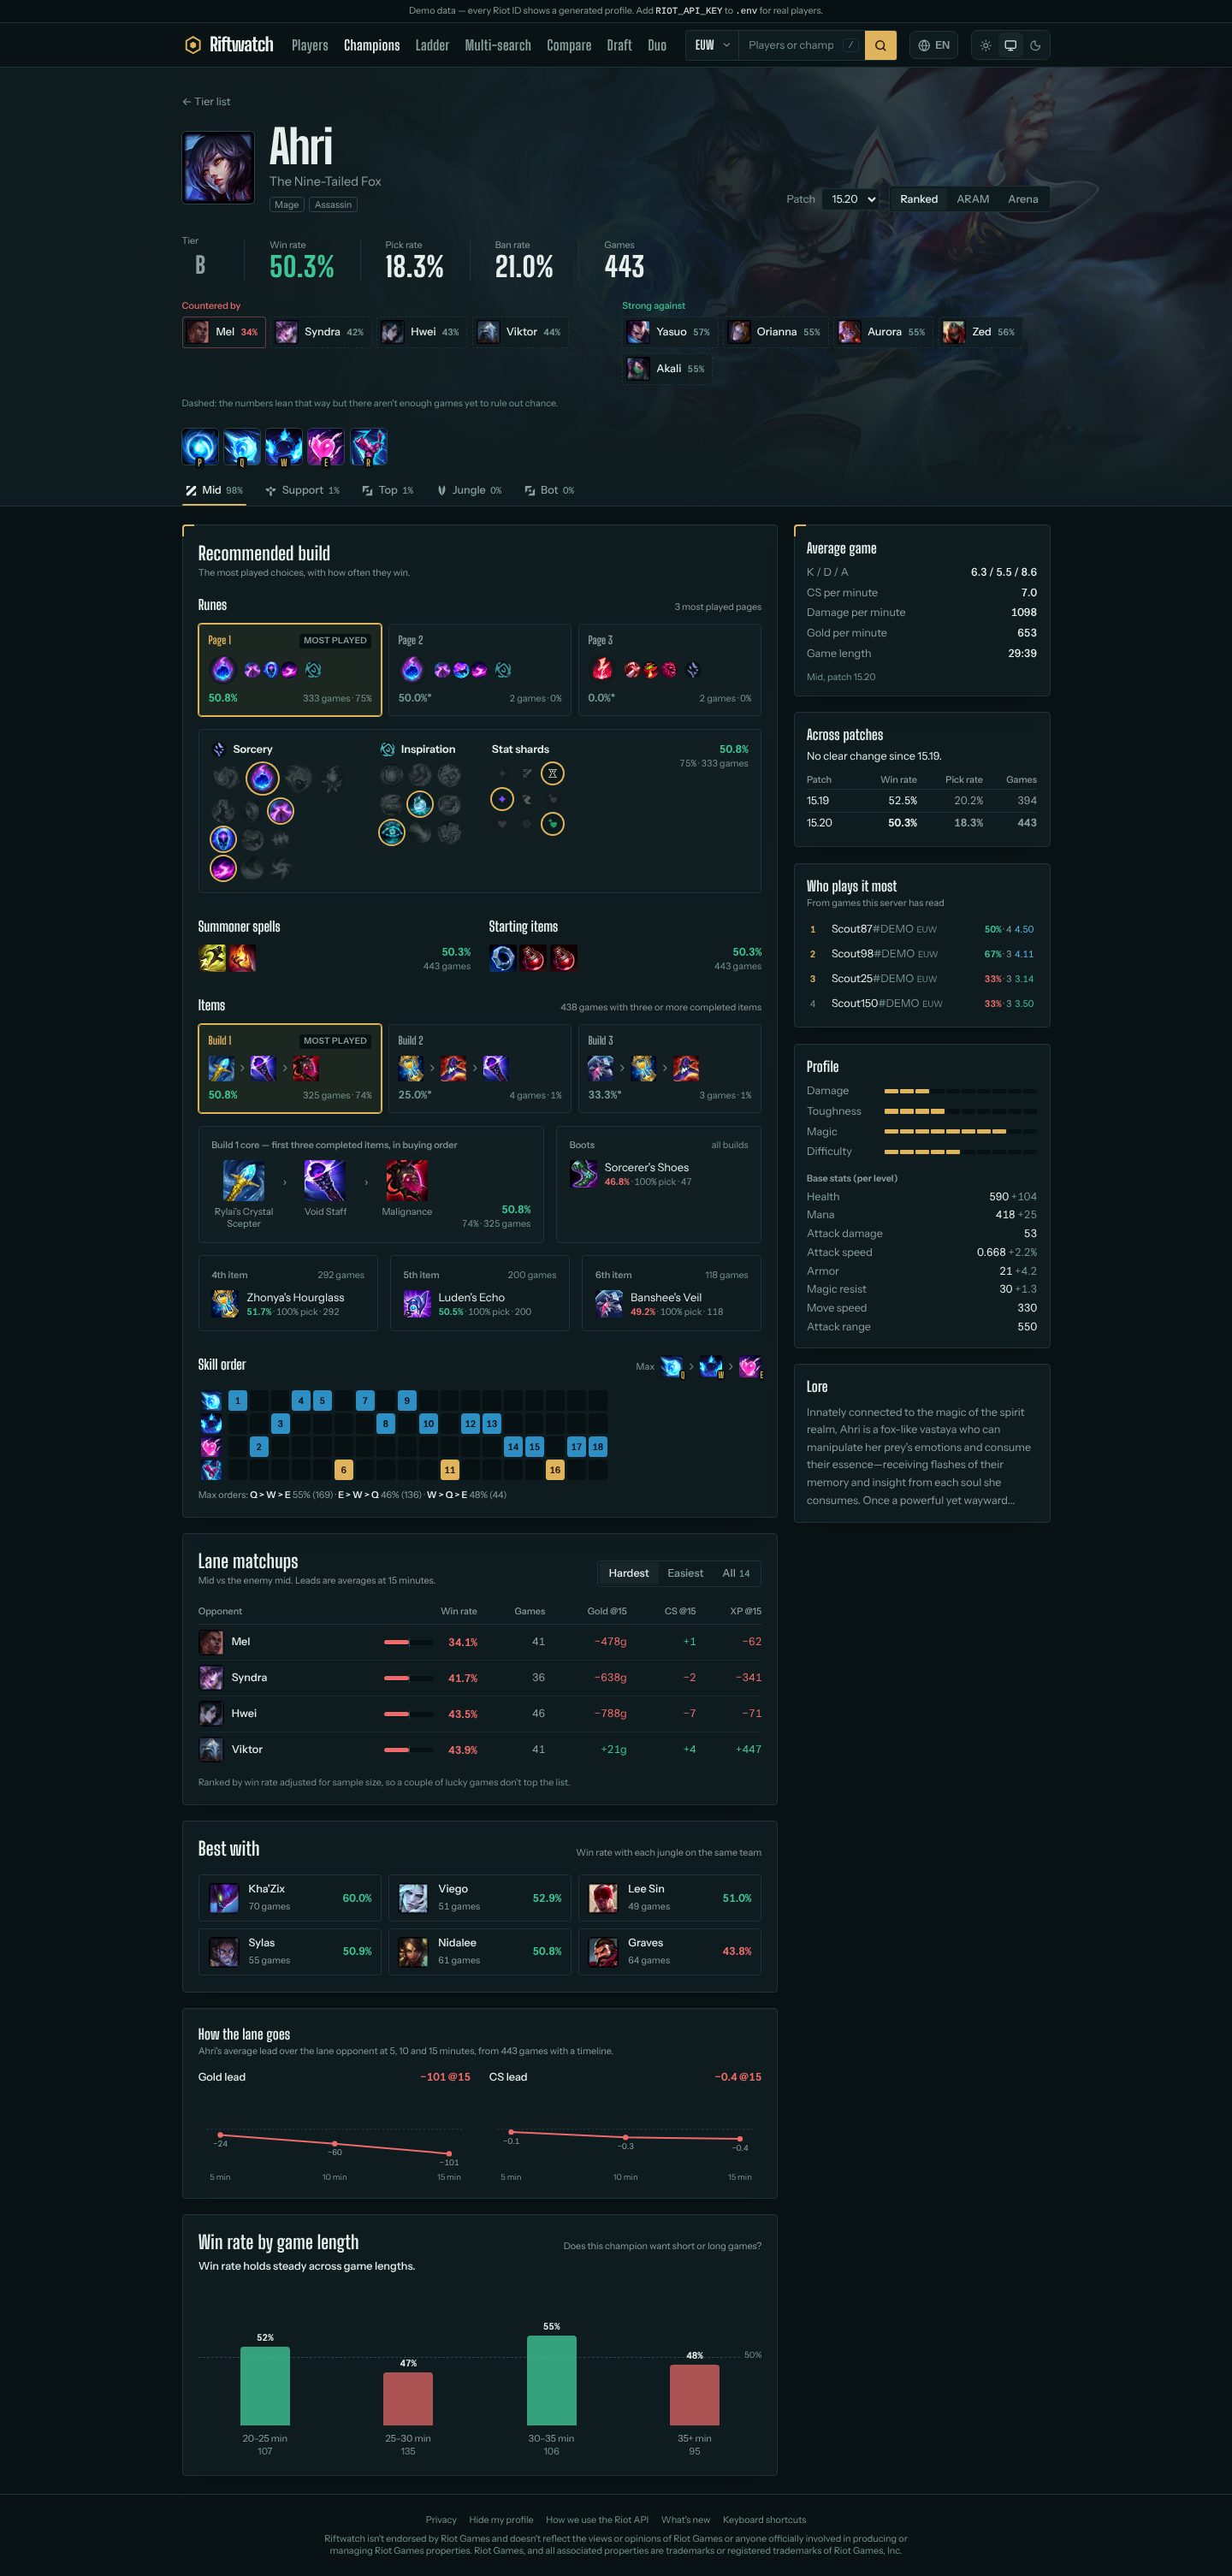 Demo data — every Riot ID shows a generated profile. Add RIOT_API_KEY to .env for real players.
Riftwatch Players Champions Ladder Multi-search Compare Draft Duo EUW Players or champ / EN
← Tier list
Ahri
The Nine-Tailed Fox
Mage Assassin
Patch 15.20 Ranked ARAM Arena
Tier Win rate Pick rate Ban rate Games
B 50.3% 18.3% 21.0% 443
Countered by
Mel 34% Syndra 42% Hwei 43% Viktor 44%
Strong against
Yasuo 57% Orianna 55% Aurora 55% Zed 56%
Akali 55%
Dashed: the numbers lean that way but there aren't enough games yet to rule out chance.
P Q W E R
Mid 98% Support 1% Top 1% Jungle 0% Bot 0%
Recommended build
The most played choices, with how often they win.
Runes 3 most played pages
Page 1 MOST PLAYED
50.8% 333 games · 75%
Page 2
50.0%* 2 games · 0%
Page 3
0.0%* 2 games · 0%
Sorcery Inspiration Stat shards 50.8%
75% · 333 games
Summoner spells
50.3%
443 games
Starting items
50.3%
443 games
Items 438 games with three or more completed items
Build 1 MOST PLAYED
50.8% 325 games · 74%
Build 2
25.0%* 4 games · 1%
Build 3
33.3%* 3 games · 1%
Build 1 core — first three completed items, in buying order
Rylai's Crystal Scepter › Void Staff › Malignance
50.8%
74% · 325 games
Boots all builds
Sorcerer's Shoes
46.8% · 100% pick · 47
4th item 292 games
Zhonya's Hourglass
51.7% · 100% pick · 292
5th item 200 games
Luden's Echo
50.5% · 100% pick · 200
6th item 118 games
Banshee's Veil
49.2% · 100% pick · 118
Skill order Max Q › W › E
1 4 5 7 9
3 8 10 12 13
2 14 15 17 18
6 11 16
Max orders: Q > W > E 55% (169) · E > W > Q 46% (136) · W > Q > E 48% (44)
Lane matchups
Mid vs the enemy mid. Leads are averages at 15 minutes.
Hardest Easiest All 14
Opponent Win rate Games Gold @15 CS @15 XP @15
Mel 34.1% 41 −478g +1 −62
Syndra 41.7% 36 −638g −2 −341
Hwei 43.5% 46 −788g −7 −71
Viktor 43.9% 41 +21g +4 +447
Ranked by win rate adjusted for sample size, so a couple of lucky games don't top the list.
Best with Win rate with each jungle on the same team
Kha'Zix 60.0%
70 games
Viego 52.9%
51 games
Lee Sin 51.0%
49 games
Sylas 50.9%
55 games
Nidalee 50.8%
61 games
Graves 43.8%
64 games
How the lane goes
Ahri's average lead over the lane opponent at 5, 10 and 15 minutes, from 443 games with a timeline.
Gold lead −101 @15
−24 −60 −101
5 min 10 min 15 min
CS lead −0.4 @15
−0.1 −0.3 −0.4
5 min 10 min 15 min
Win rate by game length Does this champion want short or long games?
Win rate holds steady across game lengths.
52% 47% 55% 48% 50%
20–25 min 25–30 min 30–35 min 35+ min
107 135 106 95
Average game
K / D / A 6.3 / 5.5 / 8.6
CS per minute 7.0
Damage per minute 1098
Gold per minute 653
Game length 29:39
Mid, patch 15.20
Across patches
No clear change since 15.19.
Patch Win rate Pick rate Games
15.19 52.5% 20.2% 394
15.20 50.3% 18.3% 443
Who plays it most
From games this server has read
1 Scout87#DEMO EUW 50% · 4 4.50
2 Scout98#DEMO EUW 67% · 3 4.11
3 Scout25#DEMO EUW 33% · 3 3.14
4 Scout150#DEMO EUW 33% · 3 3.50
Profile
Damage
Toughness
Magic
Difficulty
Base stats (per level)
Health 590 +104
Mana 418 +25
Attack damage 53
Attack speed 0.668 +2.2%
Armor 21 +4.2
Magic resist 30 +1.3
Move speed 330
Attack range 550
Lore
Innately connected to the magic of the spirit
realm, Ahri is a fox-like vastaya who can
manipulate her prey's emotions and consume
their essence—receiving flashes of their
memory and insight from each soul she
consumes. Once a powerful yet wayward...
Privacy Hide my profile How we use the Riot API What's new Keyboard shortcuts
Riftwatch isn't endorsed by Riot Games and doesn't reflect the views or opinions of Riot Games or anyone officially involved in producing or
managing Riot Games properties. Riot Games, and all associated properties are trademarks or registered trademarks of Riot Games, Inc.